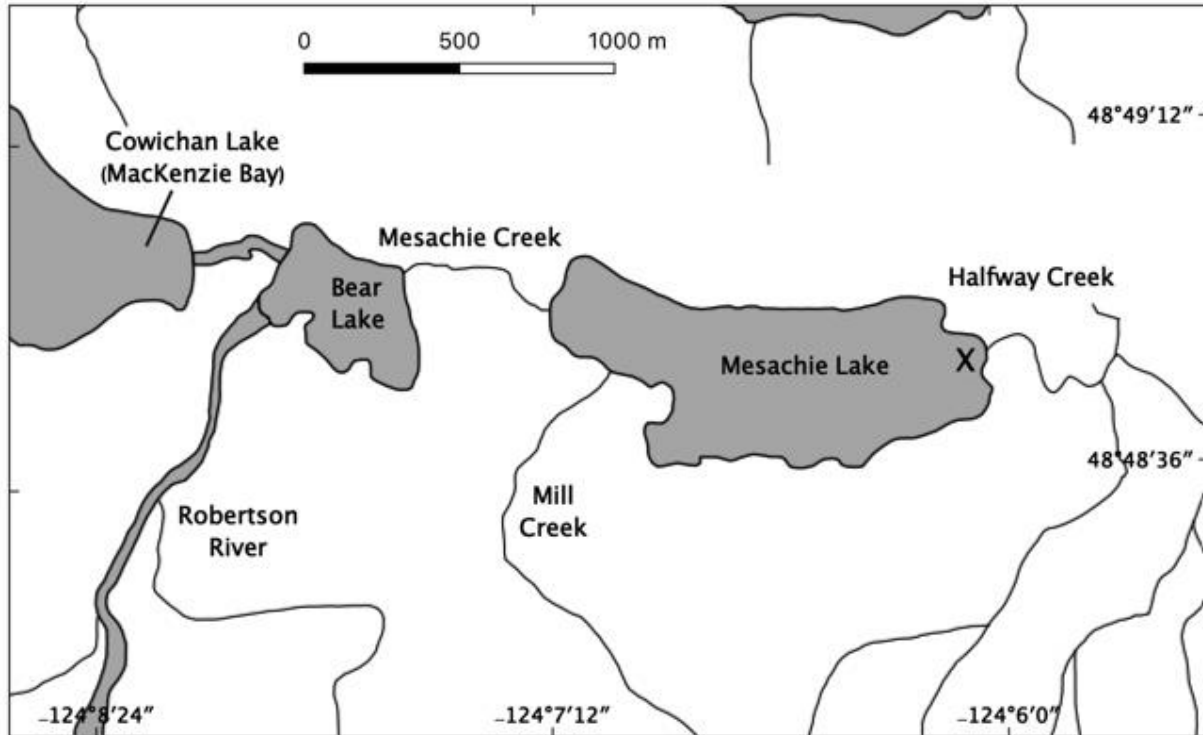 0 500 1000 m
48°49′12″
Cowichan Lake
(MacKenzie Bay)
Mesachie Creek
Halfway Creek
Bear
Lake
Mesachie Lake
X
48°48′36″
Mill
Creek
Robertson
River
–124°8′24″ –124°7′12″ –124°6′0″